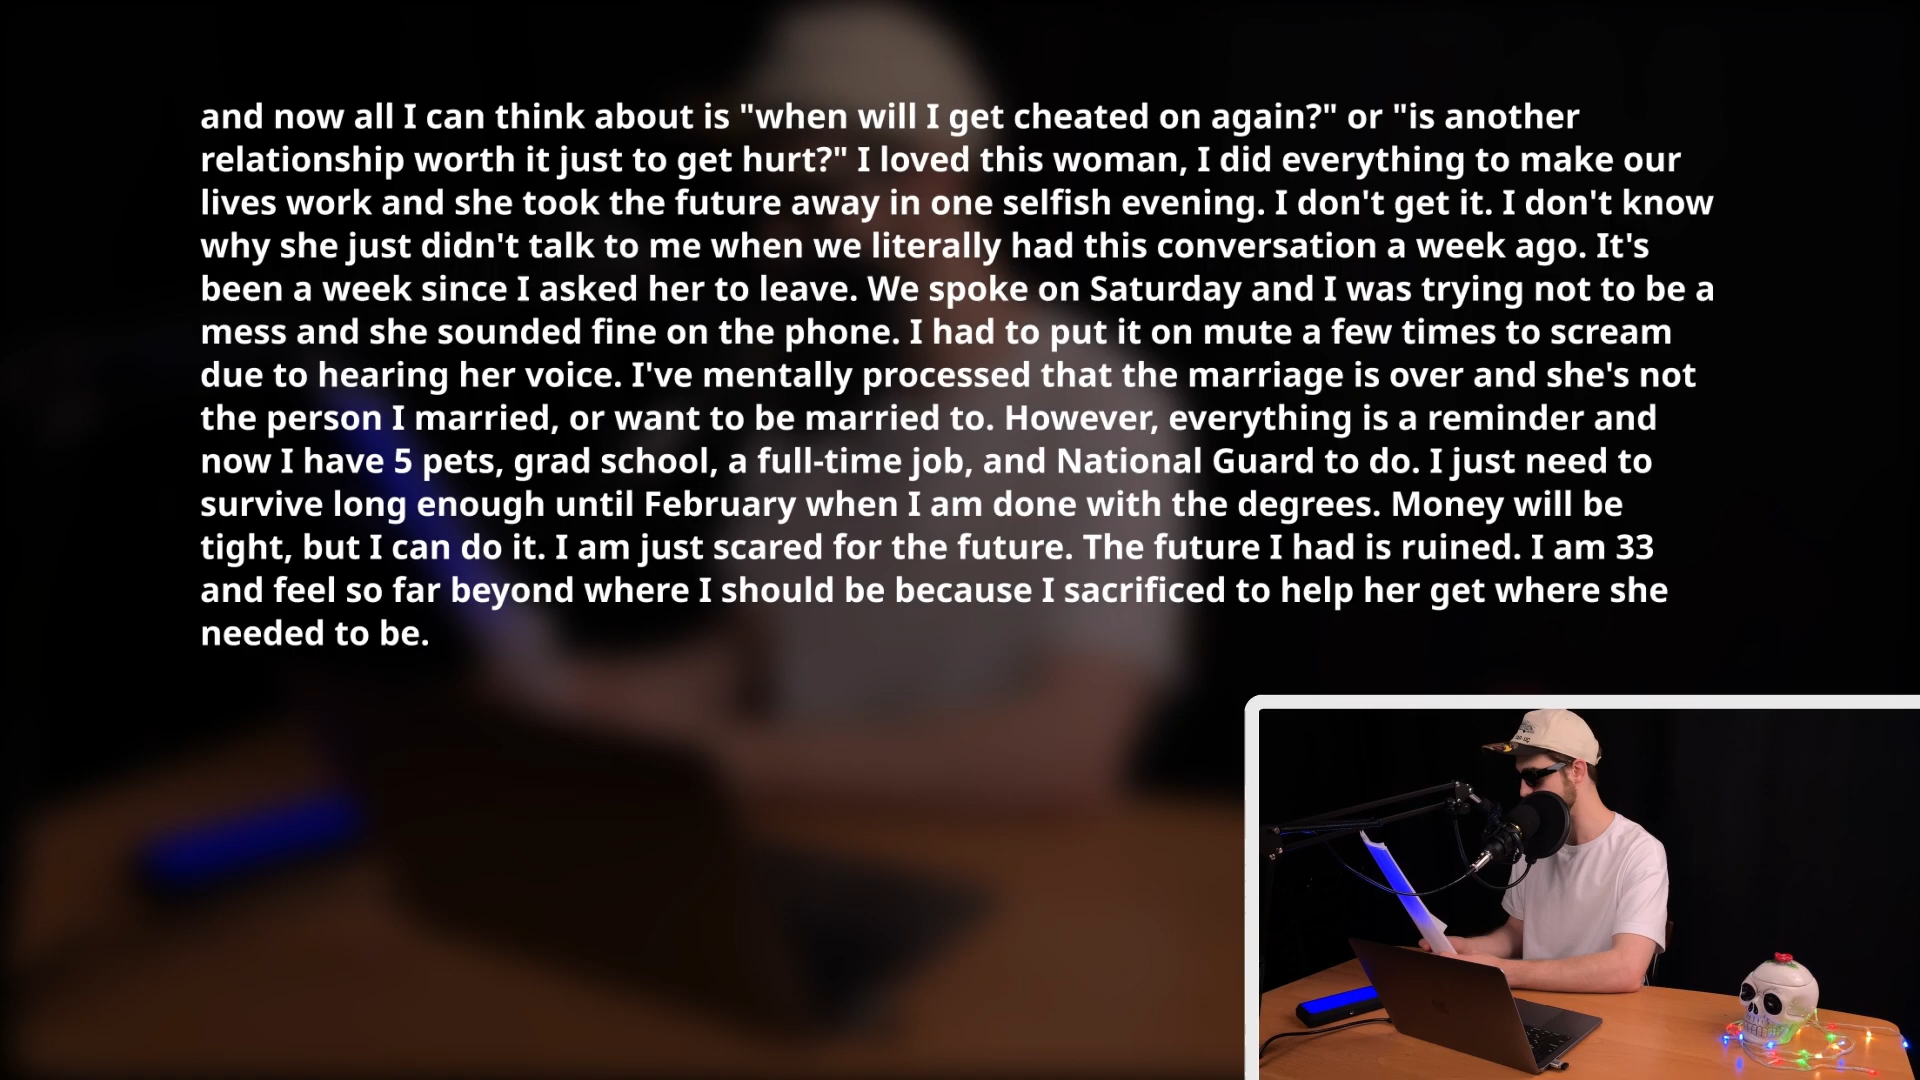 and now all I can think about is "when will I get cheated on again?" or "is another
relationship worth it just to get hurt?" I loved this woman, I did everything to make our
lives work and she took the future away in one selfish evening. I don't get it. I don't know
why she just didn't talk to me when we literally had this conversation a week ago. It's
been a week since I asked her to leave. We spoke on Saturday and I was trying not to be a
mess and she sounded fine on the phone. I had to put it on mute a few times to scream
due to hearing her voice. I've mentally processed that the marriage is over and she's not
the person I married, or want to be married to. However, everything is a reminder and
now I have 5 pets, grad school, a full-time job, and National Guard to do. I just need to
survive long enough until February when I am done with the degrees. Money will be
tight, but I can do it. I am just scared for the future. The future I had is ruined. I am 33
and feel so far beyond where I should be because I sacrificed to help her get where she
needed to be.